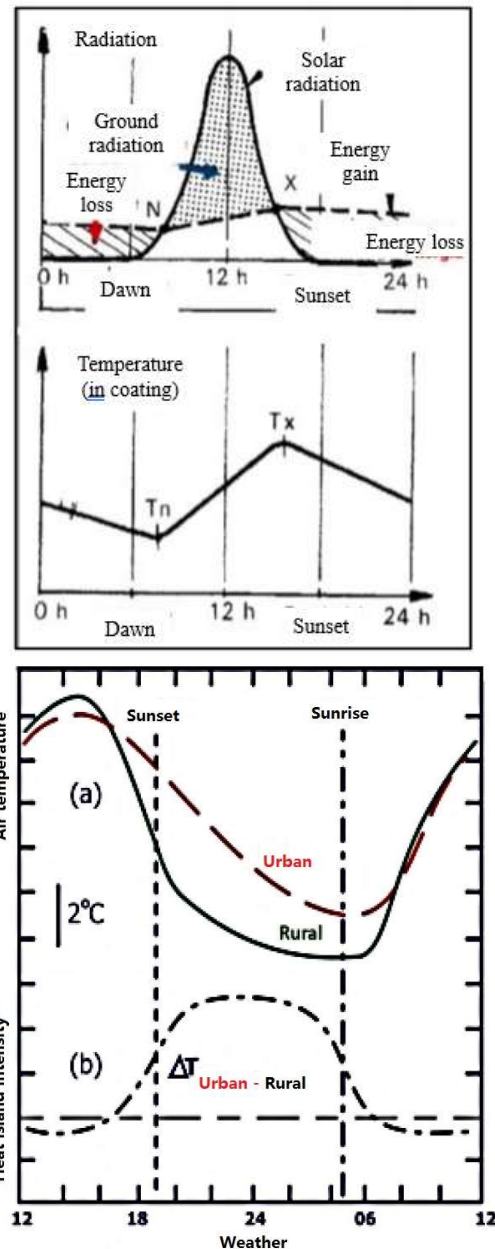 Radiation
Solar
radiation
Ground
radiation
Energy
gain
Energy
loss
N
X
Energy loss
0 h
12 h
24 h
Dawn
Sunset
Temperature
(in coating)
Tx
Tn
0 h
12 h
24 h
Dawn
Sunset
Air temperature
Sunset
Sunrise
(a)
Urban
2°C
Rural
Heat island intensity
(b)
ΔT Urban - Rural
12
18
24
06
12
Weather